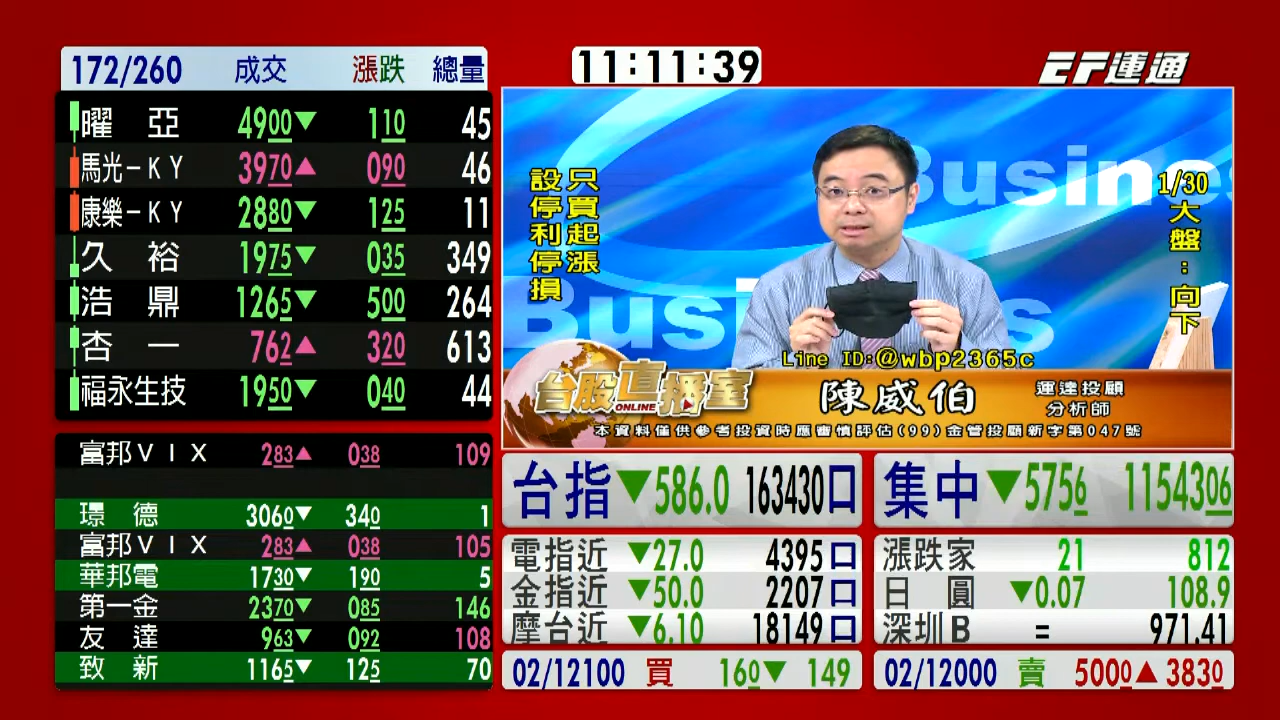 172/260 成交 漲跌 總量
曜亞 4900▼ 110 45
馬光-KY 3970▲ 090 46
康樂-KY 2880▼ 125 11
久裕 1975▼ 035 349
浩鼎 1265▼ 500 264
杏一 762▲ 320 613
福永生技 1950▼ 040 44
富邦VIX 283▲ 038 109
璟德 3060▼ 340 1
富邦VIX 283▲ 038 105
華邦電 1730▼ 190 5
第一金 2370▼ 085 146
友達 963▼ 092 108
致新 1165▼ 125 70
11:11:39
EF運通
只買起漲
設停利停損
Business
Business
1/30
大盤:向下
Line ID:@wbp2365c
台股直播室
ONLINE
陳威伯
運達投顧
分析師
本資料僅供參考投資時應審慎評估(99)金管投顧新字第047號
台指▼586.0 163430口
集中▼5756 1154306
電指近 ▼27.0 4395口
金指近 ▼50.0 2207口
摩台近 ▼6.10 18149口
漲跌家 21 812
日圓 ▼0.07 108.9
深圳B = 971.41
02/12100 買 160▼ 149
02/12000 賣 5000▲ 3830